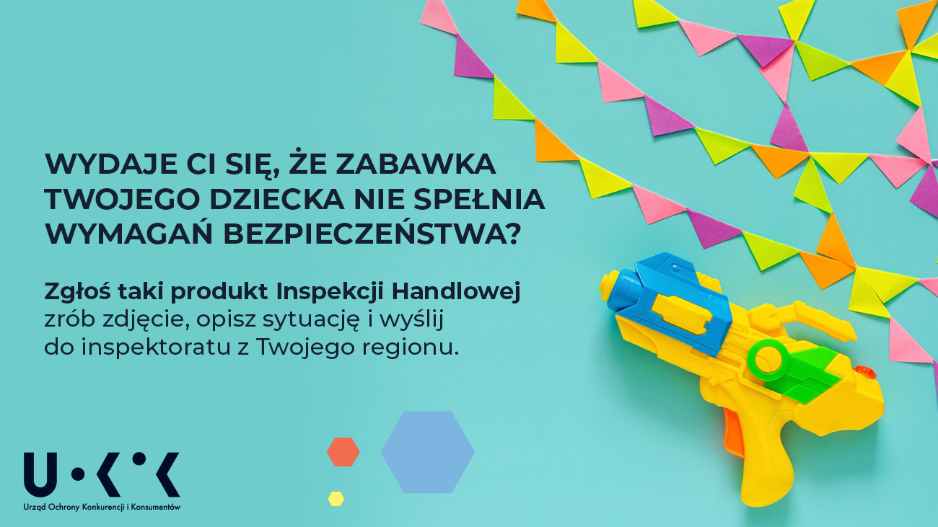 WYDAJE CI SIĘ, ŻE ZABAWKA
TWOJEGO DZIECKA NIE SPEŁNIA
WYMAGAŃ BEZPIECZEŃSTWA?
Zgłoś taki produkt Inspekcji Handlowej
zrób zdjęcie, opisz sytuację i wyślij
do inspektoratu z Twojego regionu.
UOKiK
Urząd Ochrony Konkurencji i Konsumentów